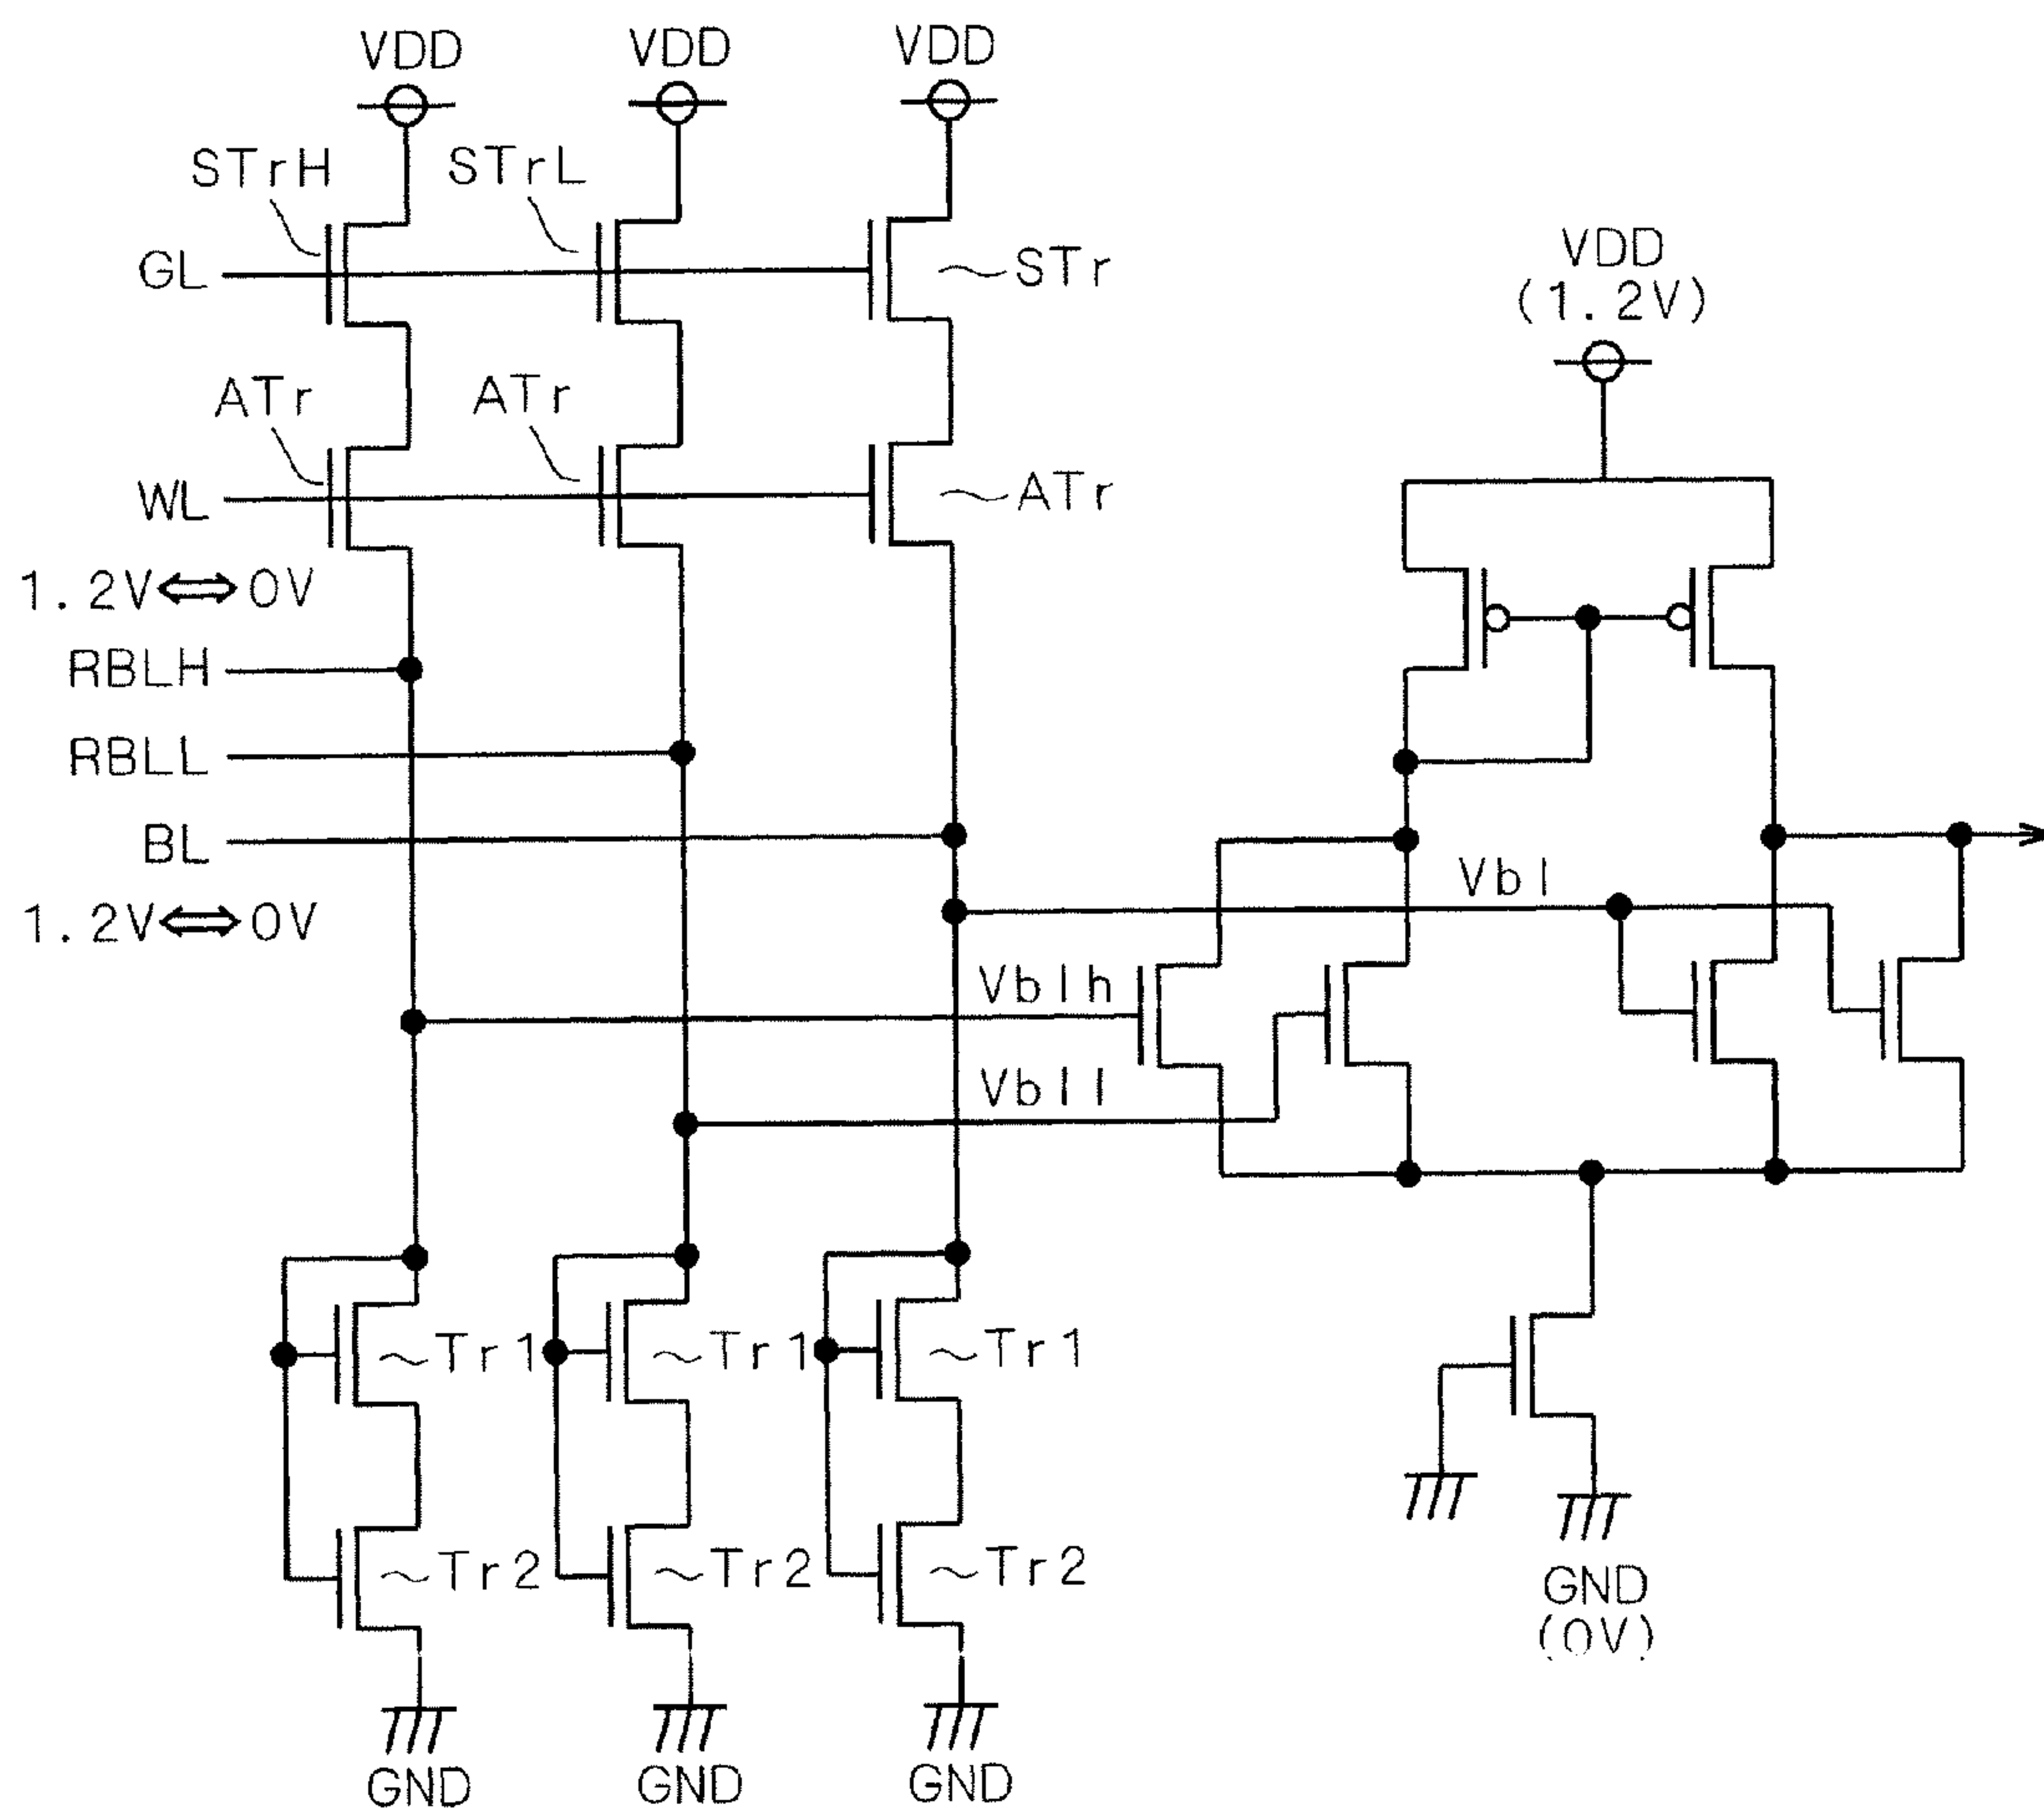 VDD
VDD
VDD
STrH
STrL
GL
STr
VDD
(1.2V)
ATr
ATr
WL
ATr
1.2V⇔0V
RBLH
RBLL
BL
Vbl
1.2V⇔0V
Vblh
Vbll
Tr1
Tr1
Tr1
Tr2
Tr2
Tr2
GND
(0V)
GND
GND
GND